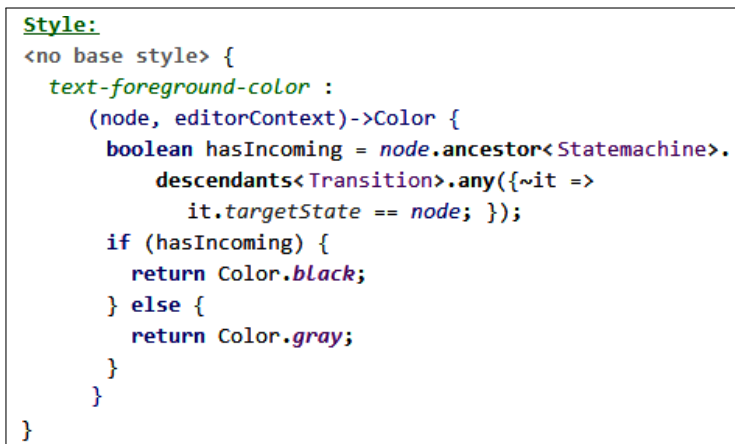 Style:
<no base style> {
text-foreground-color :
(node, editorContext)->Color {
boolean hasIncoming = node.ancestor<Statemachine>.
descendants<Transition>.any({~it =>
it.targetState == node; });
if (hasIncoming) {
return Color.black;
} else {
return Color.gray;
}
}
}